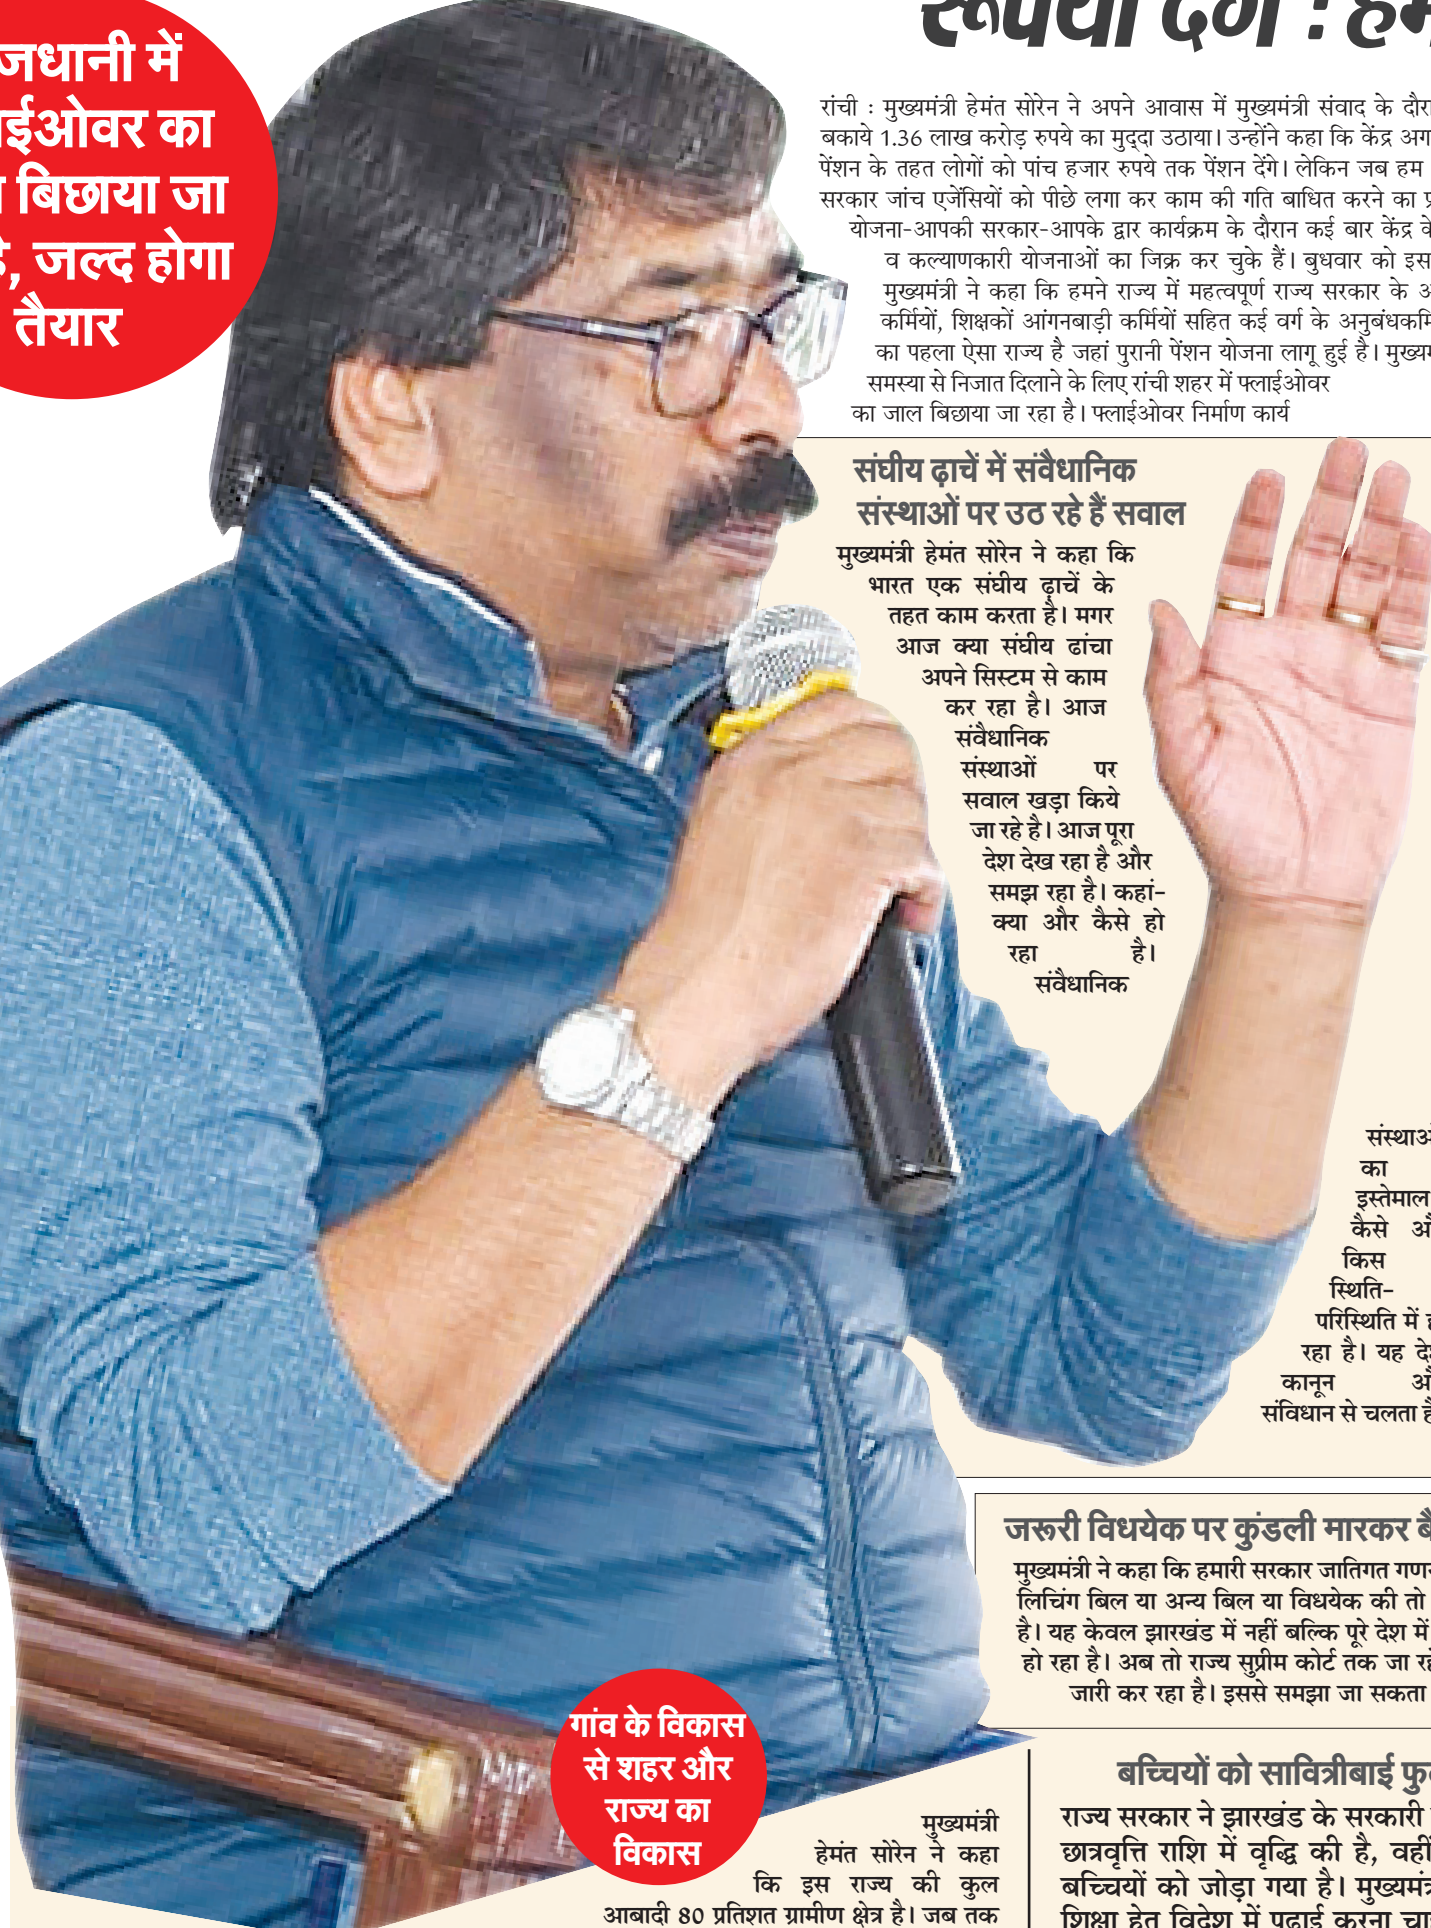 रूपया देंगे : हेम
जधानी में
ईओवर का
बिछाया जा
है, जल्द होगा
तैयार
रांची : मुख्यमंत्री हेमंत सोरेन ने अपने आवास में मुख्यमंत्री संवाद के दौरा
बकाये 1.36 लाख करोड़ रुपये का मुद्दा उठाया। उन्होंने कहा कि केंद्र अग
पेंशन के तहत लोगों को पांच हजार रुपये तक पेंशन देंगे। लेकिन जब हम
सरकार जांच एजेंसियों को पीछे लगा कर काम की गति बाधित करने का प्र
योजना-आपकी सरकार-आपके द्वार कार्यक्रम के दौरान कई बार केंद्र के
व कल्याणकारी योजनाओं का जिक्र कर चुके हैं। बुधवार को इस
मुख्यमंत्री ने कहा कि हमने राज्य में महत्वपूर्ण राज्य सरकार के अ
कर्मियों, शिक्षकों आंगनबाड़ी कर्मियों सहित कई वर्ग के अनुबंधकमि
का पहला ऐसा राज्य है जहां पुरानी पेंशन योजना लागू हुई है। मुख्यम
समस्या से निजात दिलाने के लिए रांची शहर में फ्लाईओवर
का जाल बिछाया जा रहा है। फ्लाईओवर निर्माण कार्य
संघीय ढ़ाचें में संवैधानिक
संस्थाओं पर उठ रहे हैं सवाल
मुख्यमंत्री हेमंत सोरेन ने कहा कि
भारत एक संघीय ढ़ाचें के
तहत काम करता है। मगर
आज क्या संघीय ढांचा
अपने सिस्टम से काम
कर रहा है। आज
संवैधानिक
संस्थाओं पर
सवाल खड़ा किये
जा रहे है। आज पूरा
देश देख रहा है और
समझ रहा है। कहां-
क्या और कैसे हो
रहा है।
संवैधानिक
संस्थाओं
का
इस्तेमाल
कैसे औ
किस
स्थिति-
परिस्थिति में ह
रहा है। यह देश
कानून औ
संविधान से चलता है
जरूरी विधयेक पर कुंडली मारकर बै
मुख्यमंत्री ने कहा कि हमारी सरकार जातिगत गणन
लिचिंग बिल या अन्य बिल या विधयेक की तो
है। यह केवल झारखंड में नहीं बल्कि पूरे देश में
हो रहा है। अब तो राज्य सुप्रीम कोर्ट तक जा रहे
जारी कर रहा है। इससे समझा जा सकता
गांव के विकास
से शहर और
राज्य का
विकास
मुख्यमंत्री
हेमंत सोरेन ने कहा
कि इस राज्य की कुल
आबादी 80 प्रतिशत ग्रामीण क्षेत्र है। जब तक
बच्चियों को सावित्रीबाई फु
राज्य सरकार ने झारखंड के सरकारी
छात्रवृत्ति राशि में वृद्धि की है, वहीं
बच्चियों को जोड़ा गया है। मुख्यमंत्र
शिक्षा हेतु विदेश में पढ़ाई करना चा